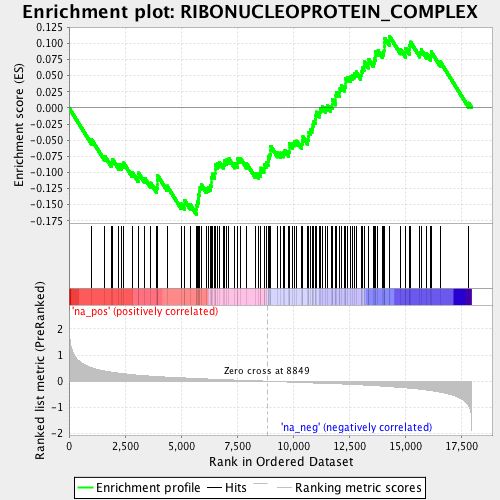 Enrichment plot: RIBONUCLEOPROTEIN_COMPLEX
Enrichment score (ES)
0.125
0.100
0.075
0.050
0.025
0.000
-0.025
-0.050
-0.075
-0.100
-0.125
-0.150
-0.175
'na_pos' (positively correlated)
Ranked list metric (PreRanked)
2
1
0
-1
-2
Zero cross at 8849
'na_neg' (negatively correlated)
0
2,500
5,000
7,500
10,000
12,500
15,000
17,500
Rank in Ordered Dataset
Enrichment profile
Hits
Ranking metric scores